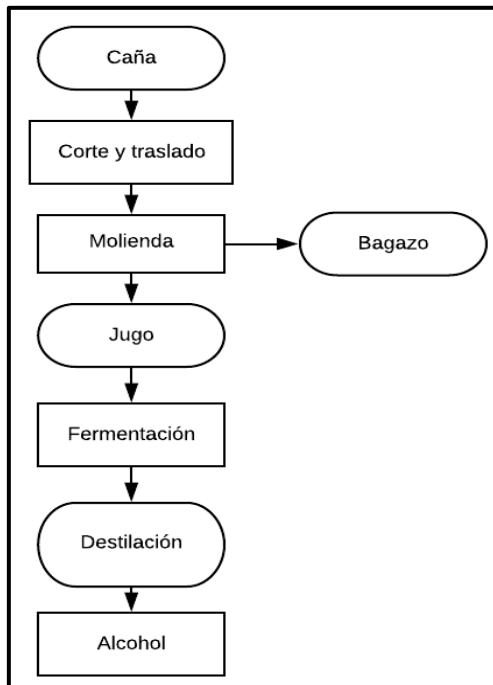 Caña
Corte y traslado
Molienda
Bagazo
Jugo
Fermentación
Destilación
Alcohol